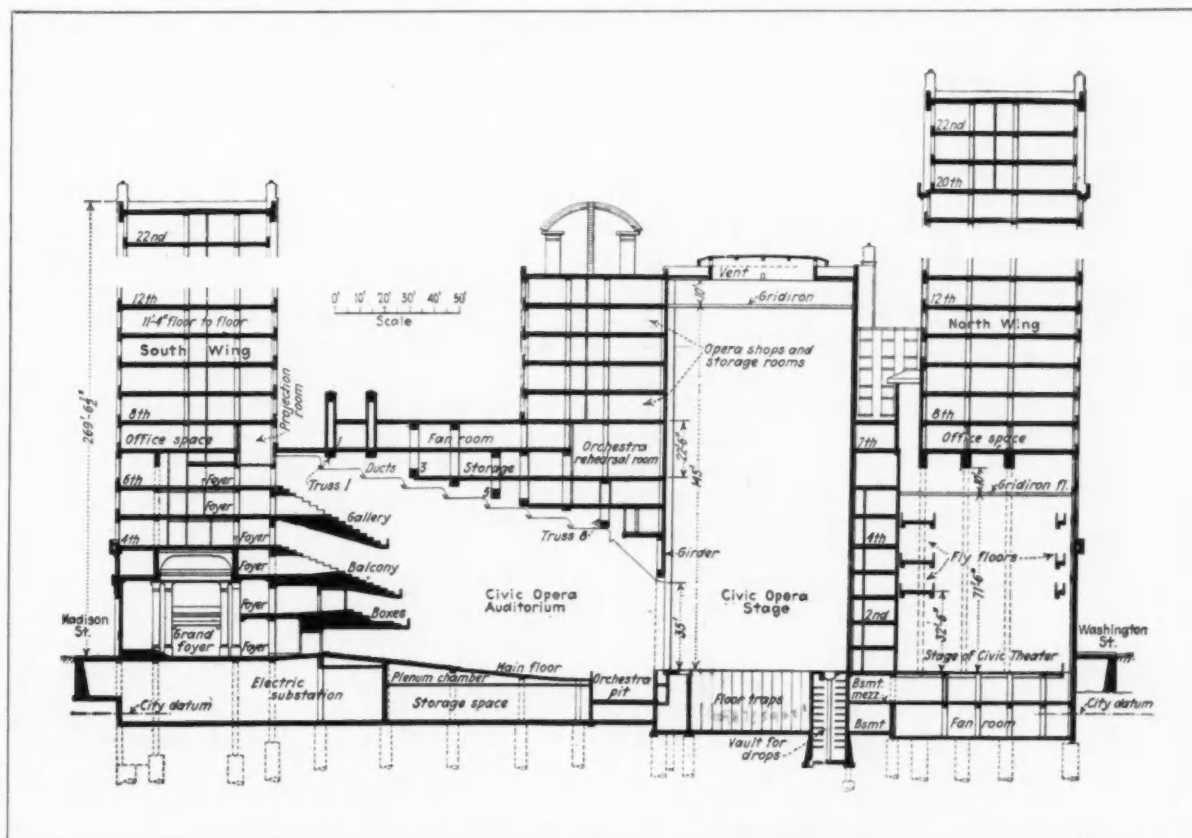 22nd
20th
22nd
12th
11'-4" floor to floor
South Wing
269'-6½"
0' 10' 20' 30' 40' 50'
Scale
Vent
10'
Gridiron
12th
North Wing
Opera shops and
storage rooms
Projection
room
8th
Office space
Fan room
Orchestra
rehearsal room
22'-6"
145'
7th
8th
Office space
1
Ducts
3
Storage
5
Truss 1
Truss 8
6th
Foyer
Foyer
Gallery
Gridiron fl.
4th
Foyer
Balcony
Girder
4th
Fly floors
71'-6"
Foyer
Boxes
Civic Opera
Auditorium
Civic Opera
Stage
35'
2nd
32'-6"
Madison
St.
Grand
foyer
Foyer
Foyer
Washington
St.
Stage of Civic Theater
Main floor
Electric
substation
Plenum chamber
Storage space
Orchestra
pit
Floor traps
Bsmt.
mezz.
City datum
City datum
Vault for
drops
Bsmt
Fan room